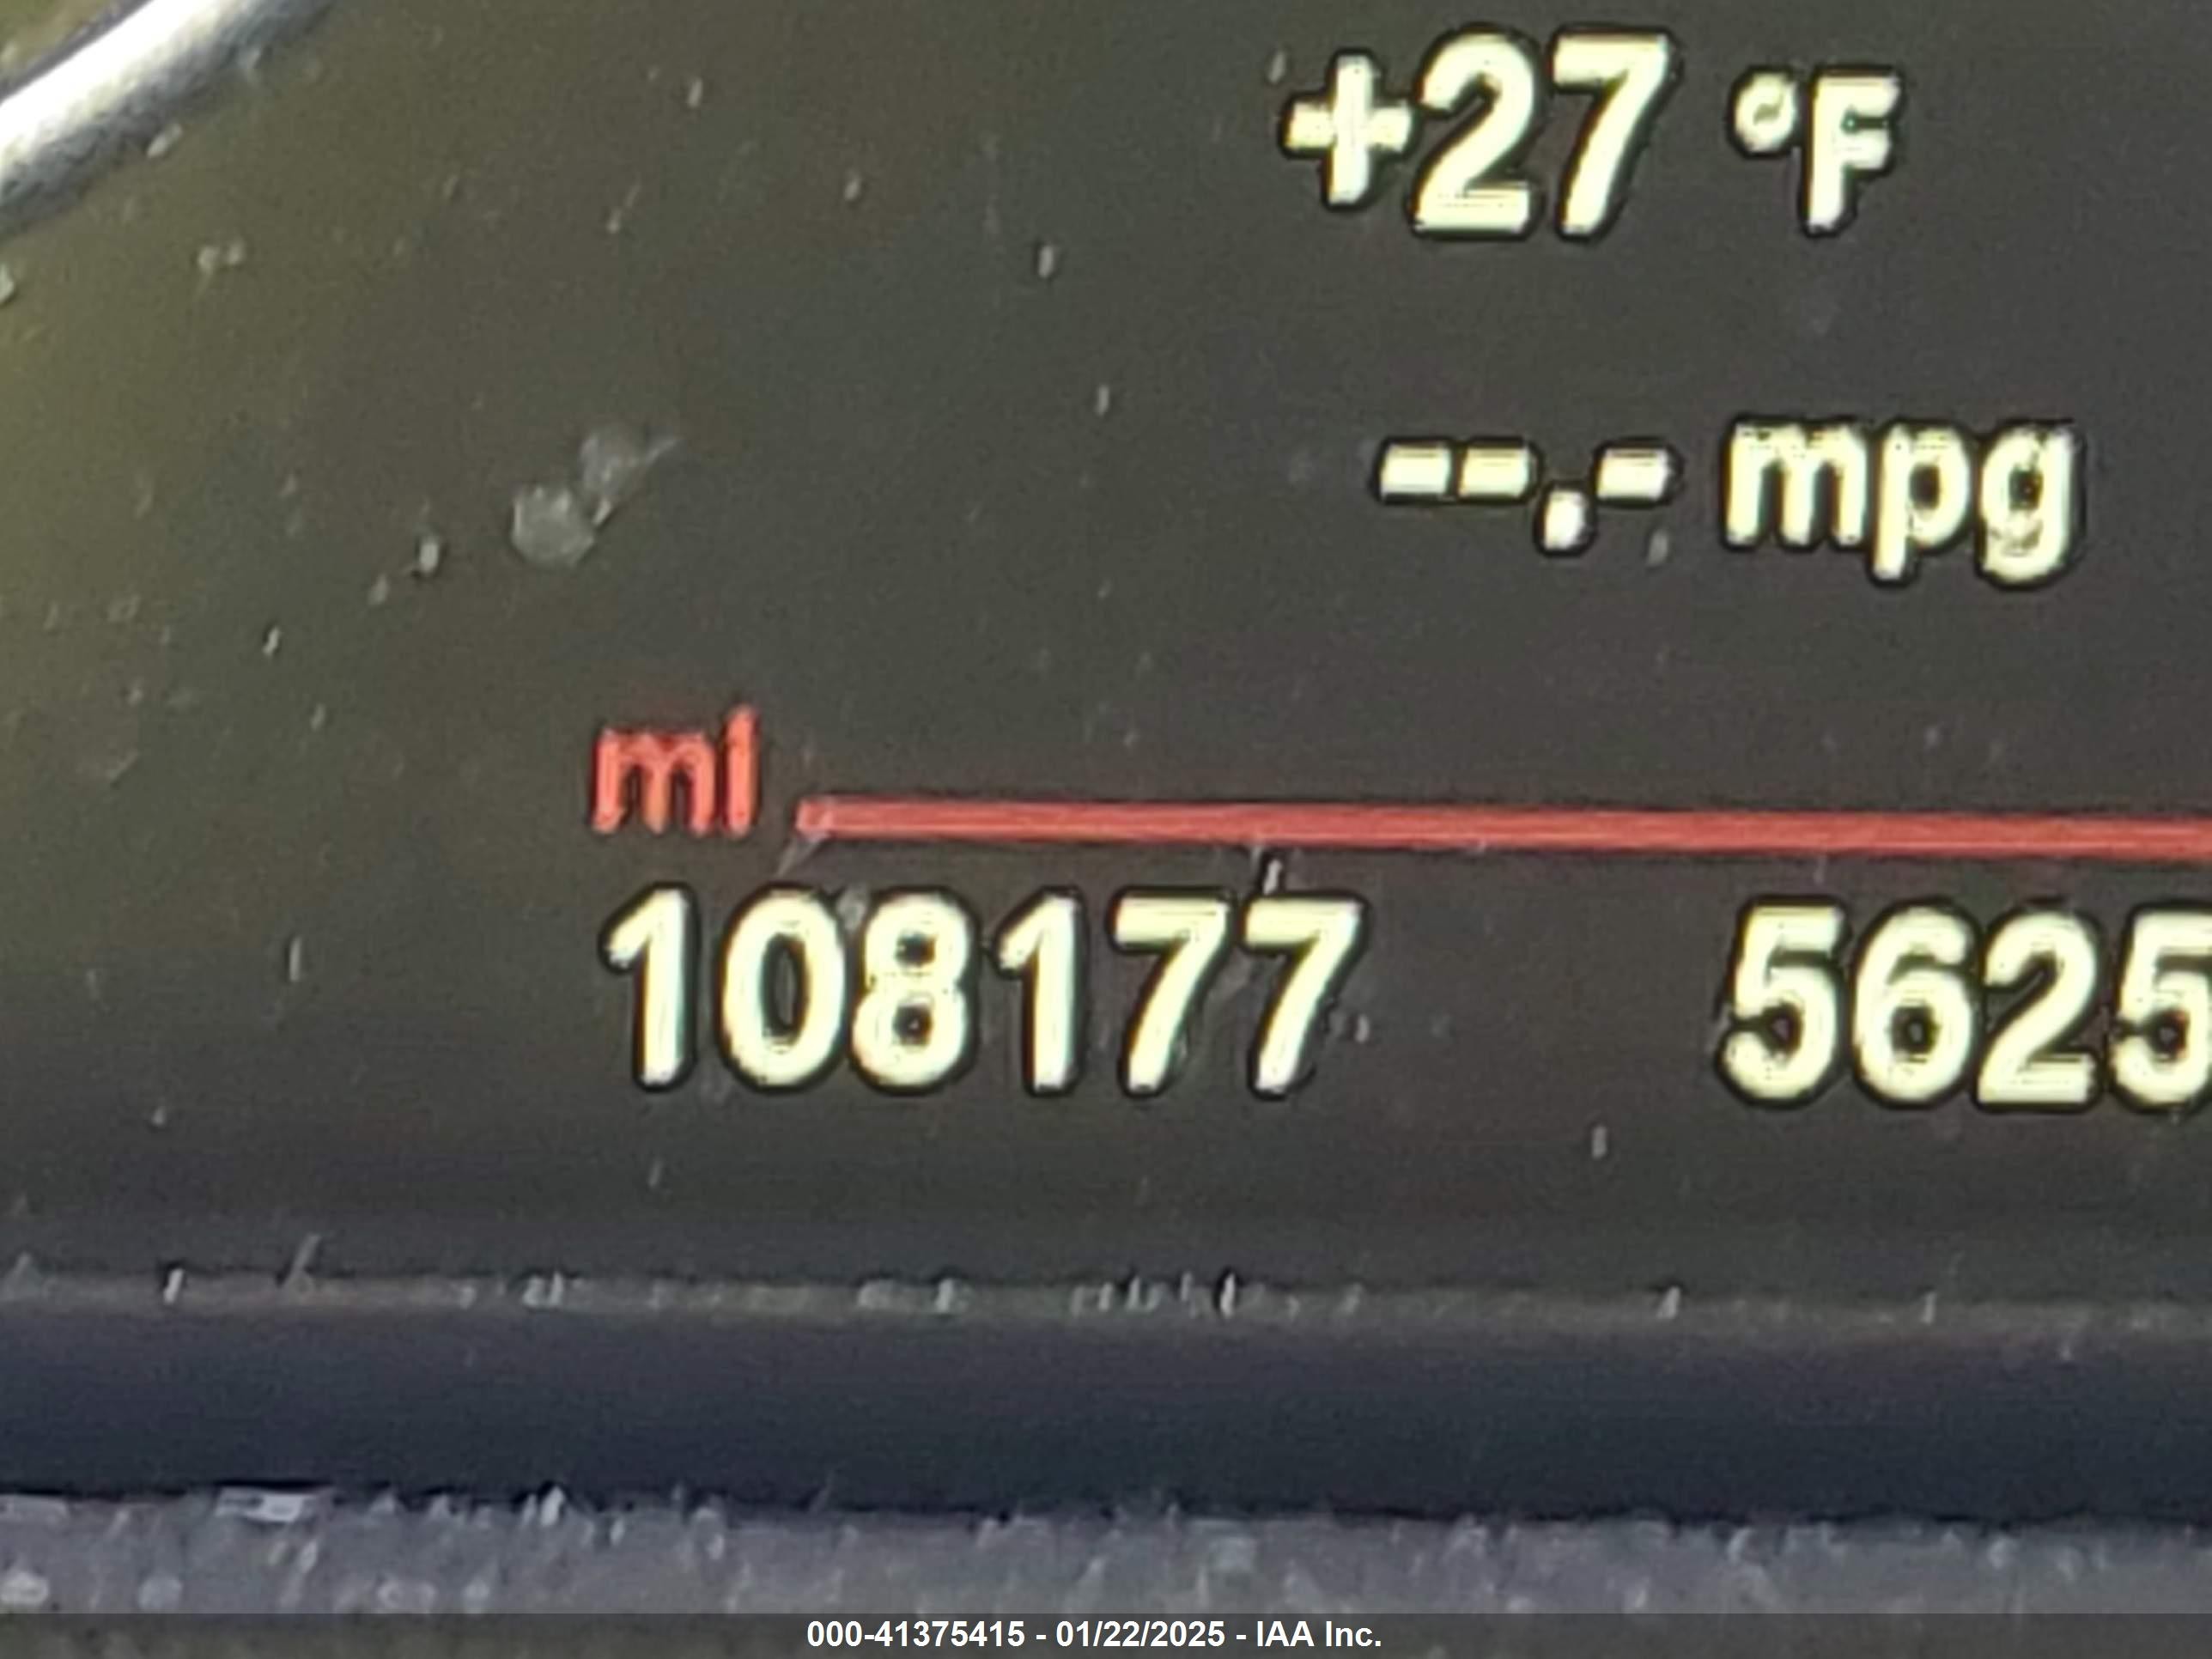 +27 °F
--.- mpg
ml
108177 5625
000-41375415 - 01/22/2025 - IAA Inc.